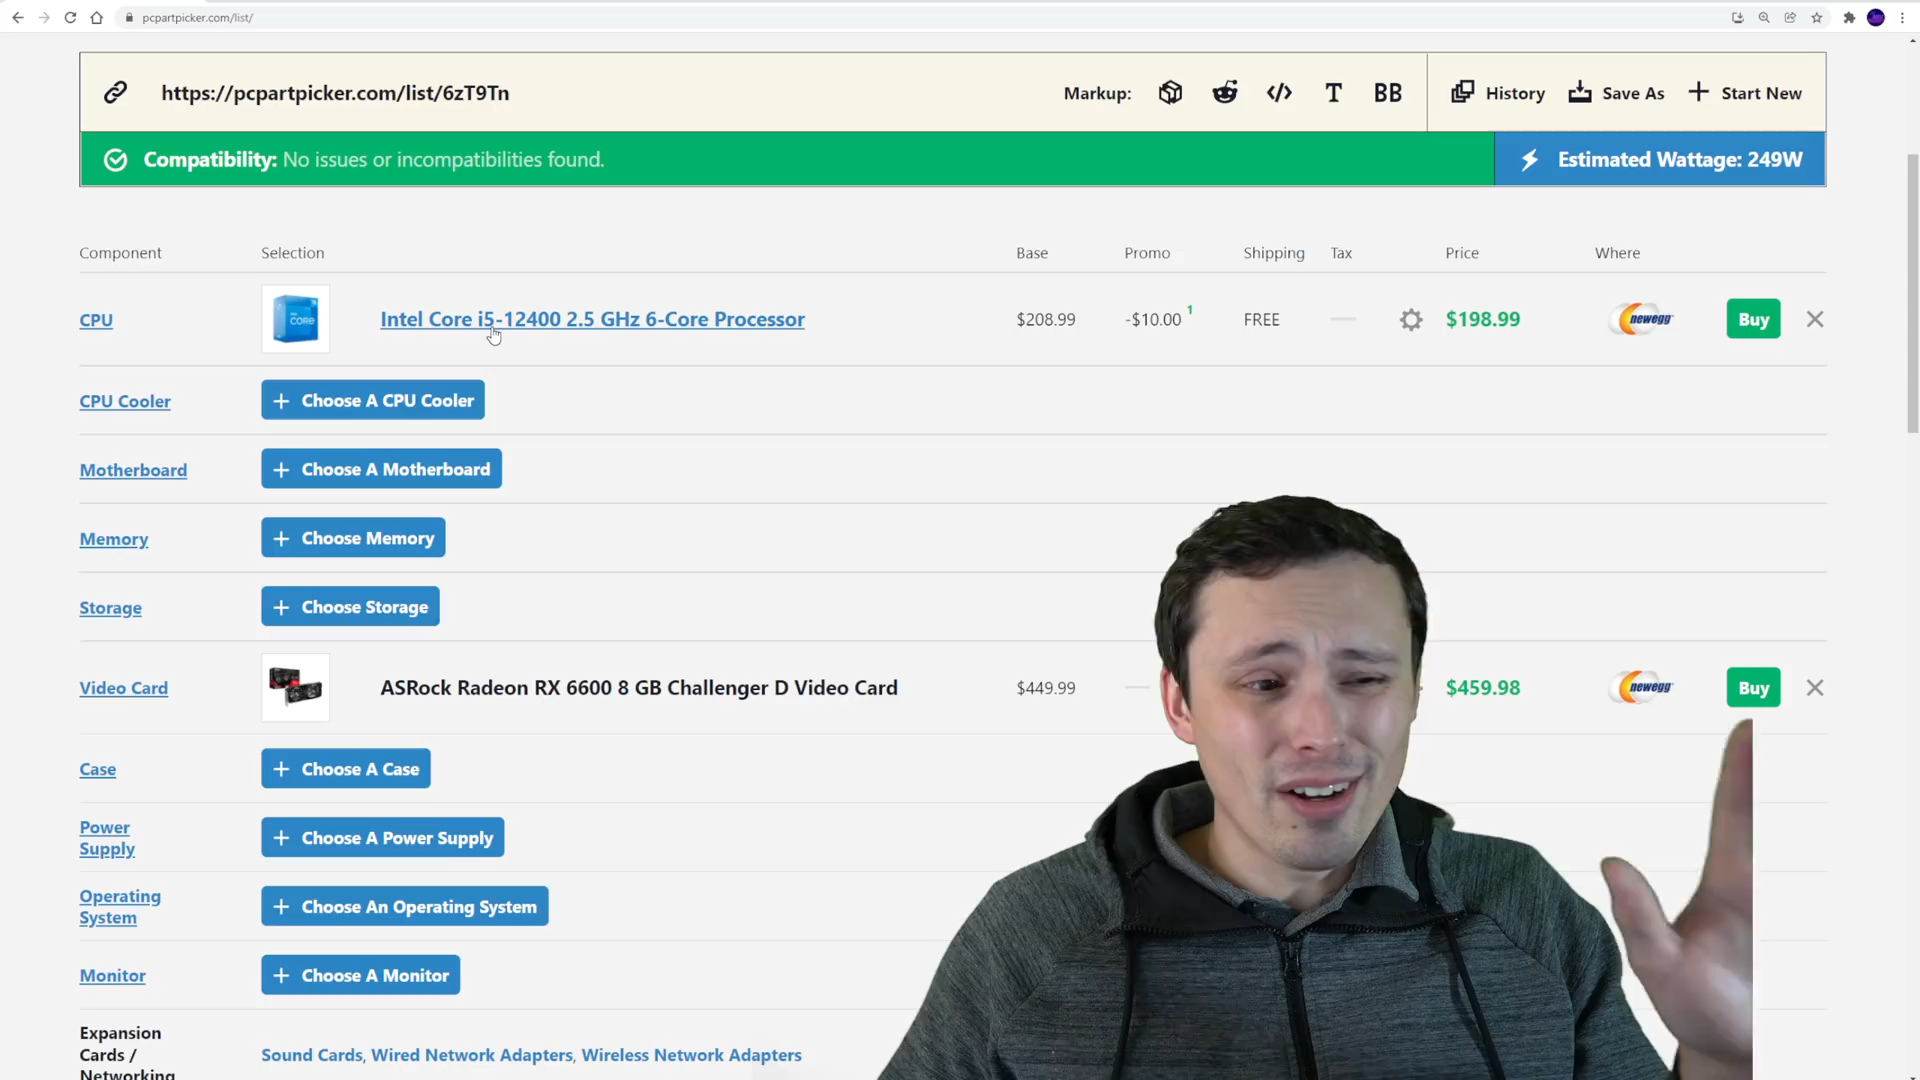 pcpartpicker.com/list/
https://pcpartpicker.com/list/6zT9Tn
Markup: T BB History Save As Start New
Compatibility: No issues or incompatibilities found. Estimated Wattage: 249W
Component Selection Base Promo Shipping Tax Price Where
CPU CORE Intel Core i5-12400 2.5 GHz 6-Core Processor $208.99 -$10.00 1 FREE $198.99 newegg Buy
CPU Cooler + Choose A CPU Cooler
Motherboard + Choose A Motherboard
Memory + Choose Memory
Storage + Choose Storage
Video Card ASRock Radeon RX 6600 8 GB Challenger D Video Card $449.99 $459.98 newegg Buy
Case + Choose A Case
Power
Supply + Choose A Power Supply
Operating
System + Choose An Operating System
Monitor + Choose A Monitor
Expansion
Cards / Sound Cards, Wired Network Adapters, Wireless Network Adapters
Networking